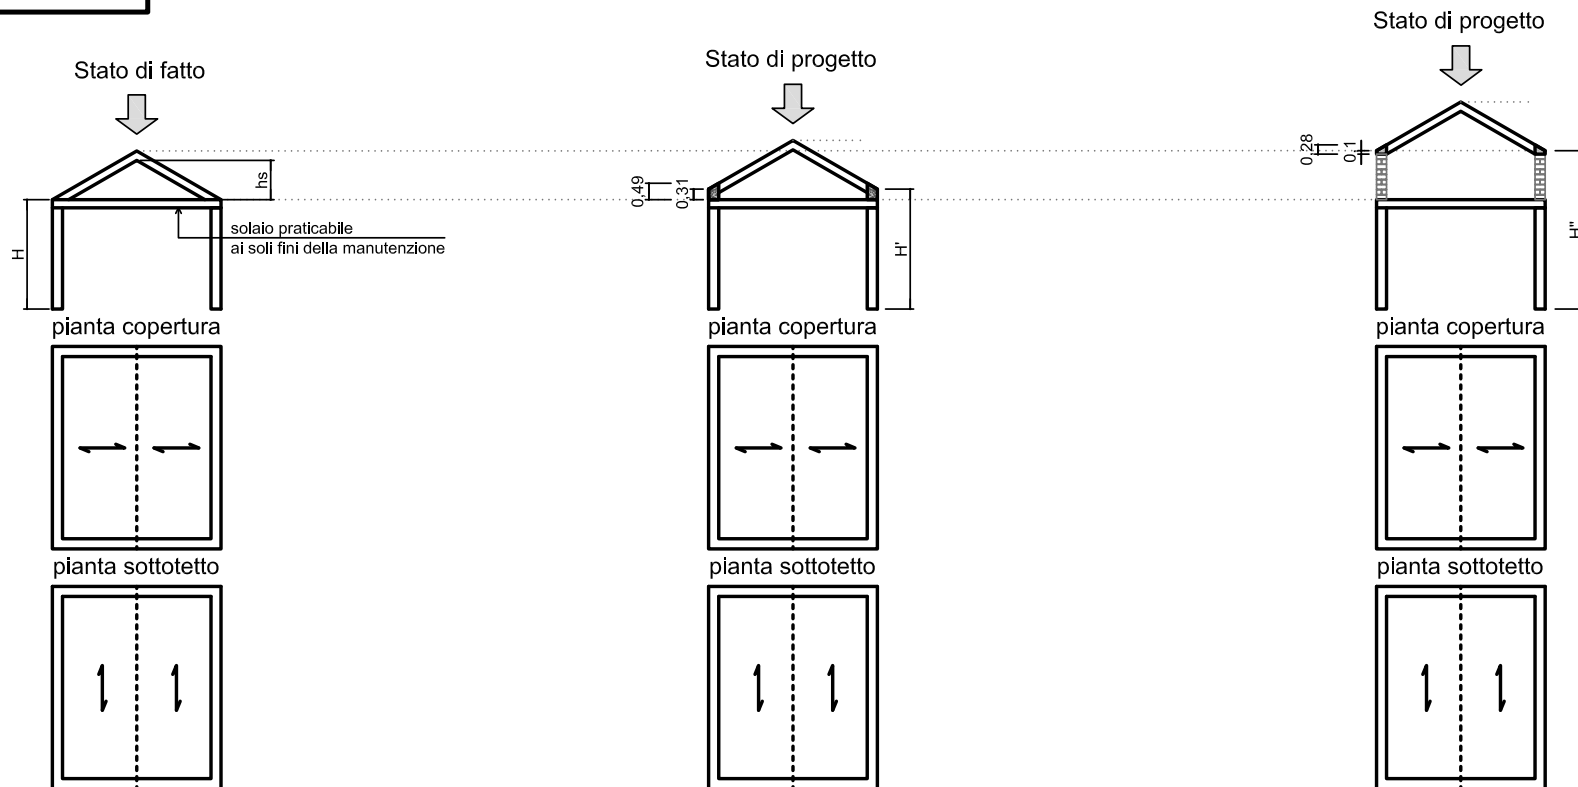 Stato di progetto
Stato di progetto
Stato di fatto
hs
H
solaio praticabile
ai soli fini della manutenzione
0,49
0,31
H'
0,28
0,1
H"
pianta copertura
pianta copertura
pianta copertura
pianta sottotetto
pianta sottotetto
pianta sottotetto